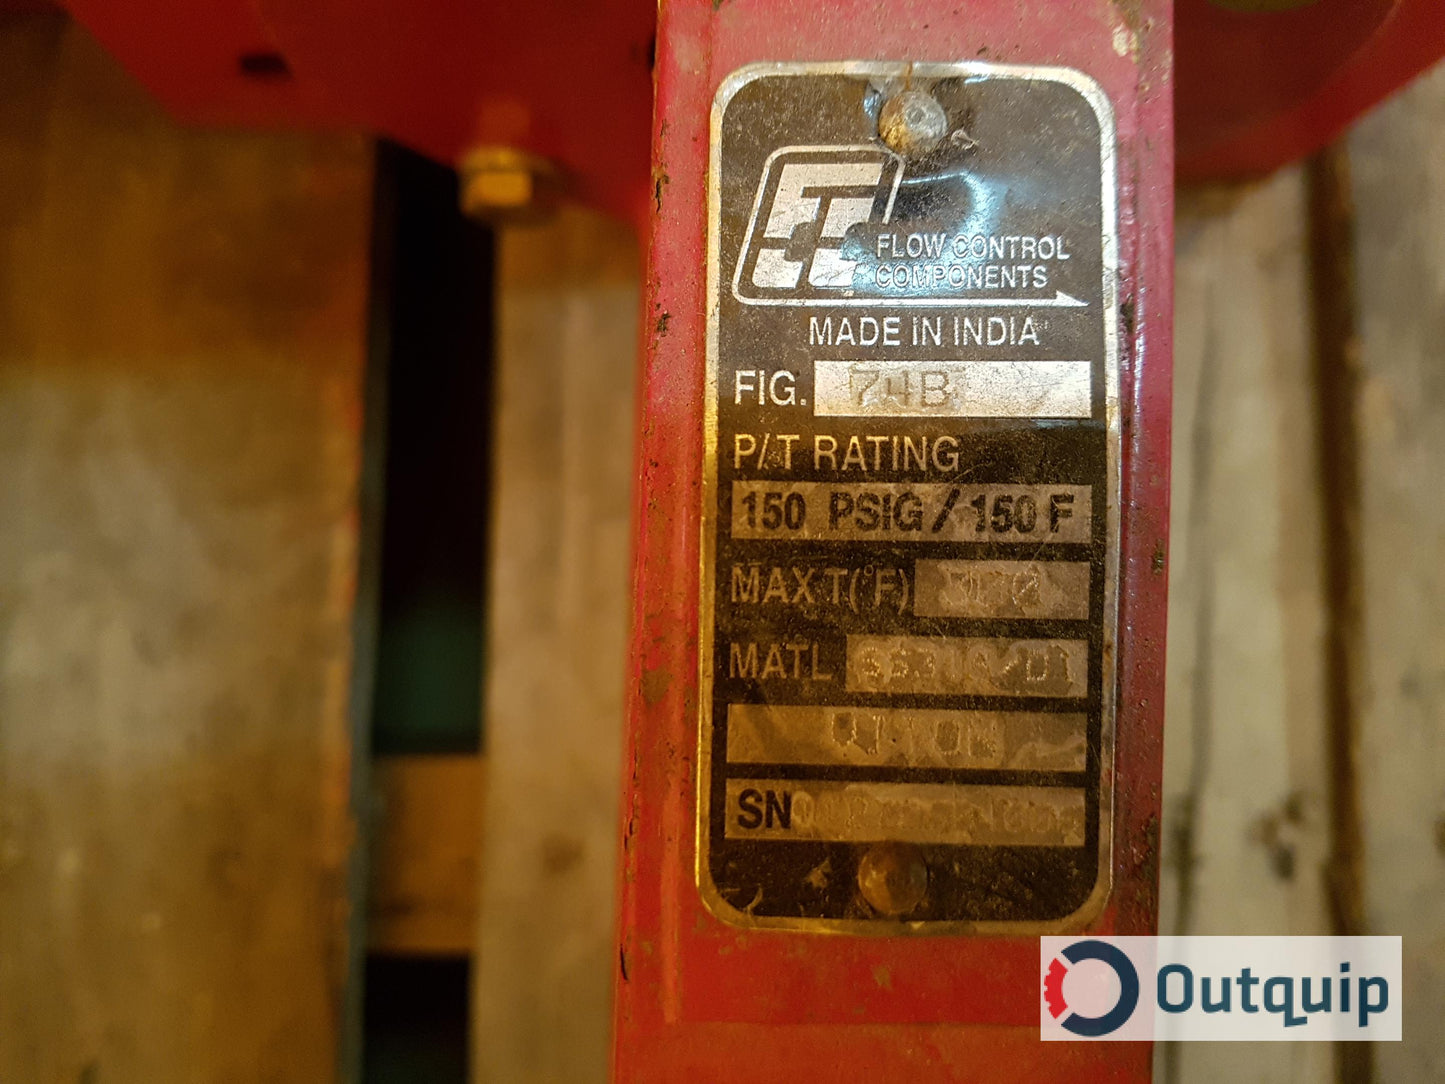 FLOW CONTROL
COMPONENTS
MADE IN INDIA
FIG. 74B
P/T RATING
150 PSIG / 150 F
MAX T(°F)
MATL
SN
Outquip